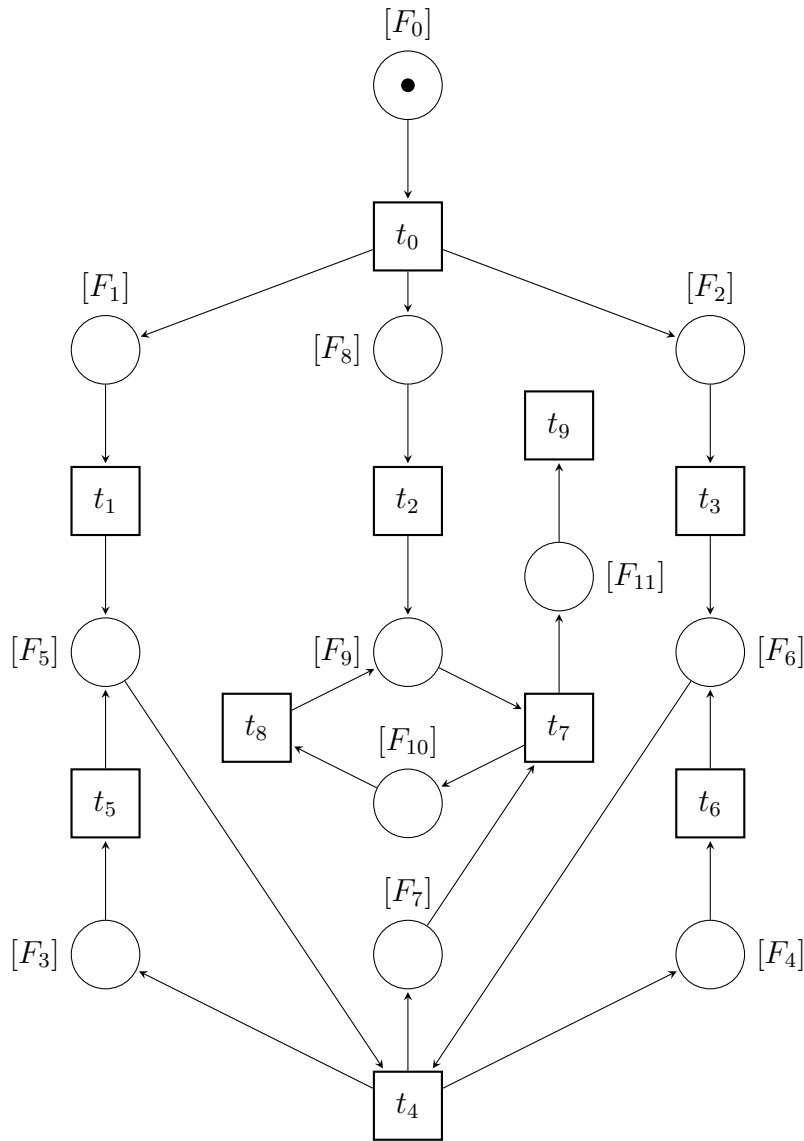 [F₀]
t₀
[F₁]
[F₂]
[F₈]
t₉
t₁
t₂
t₃
[F₁₁]
[F₅]
[F₉]
[F₆]
t₈
[F₁₀]
t₇
t₅
t₆
[F₇]
[F₃]
[F₄]
t₄